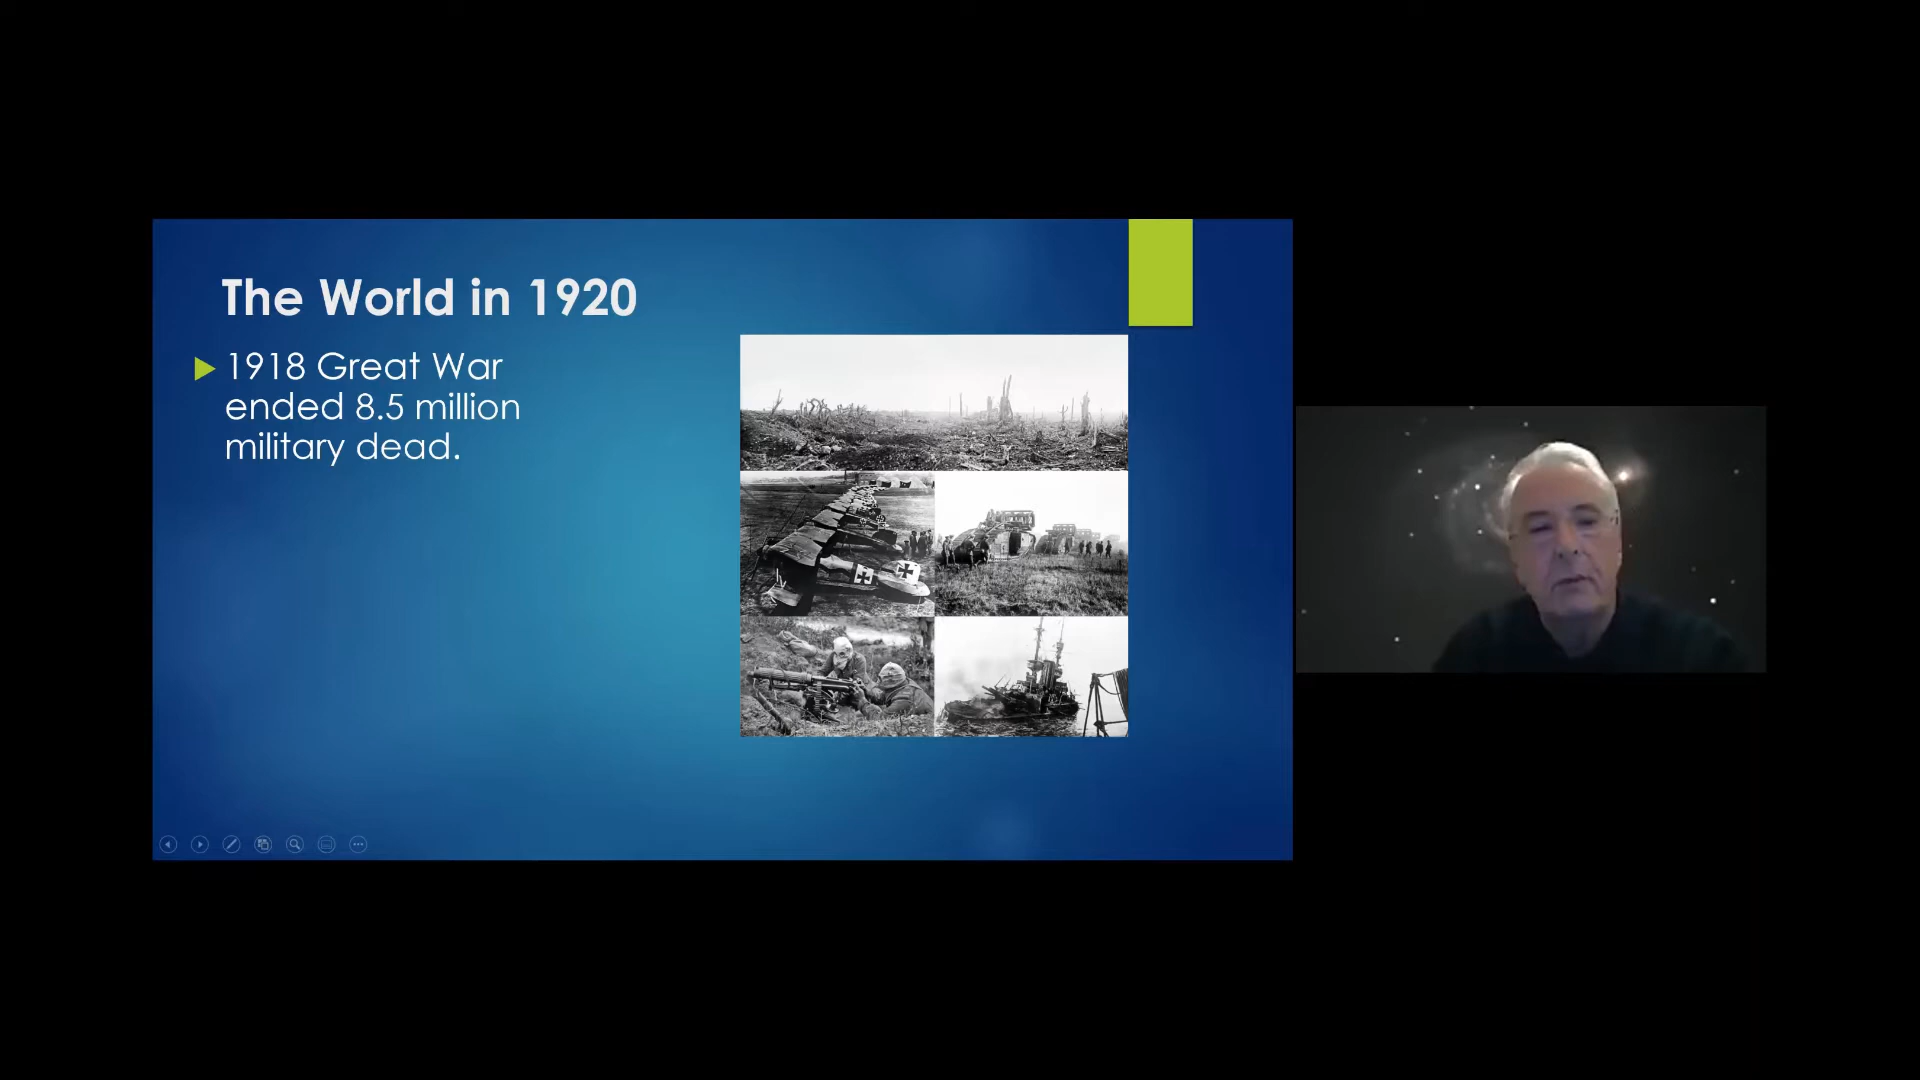 The World in 1920
1918 Great War
ended 8.5 million
military dead.